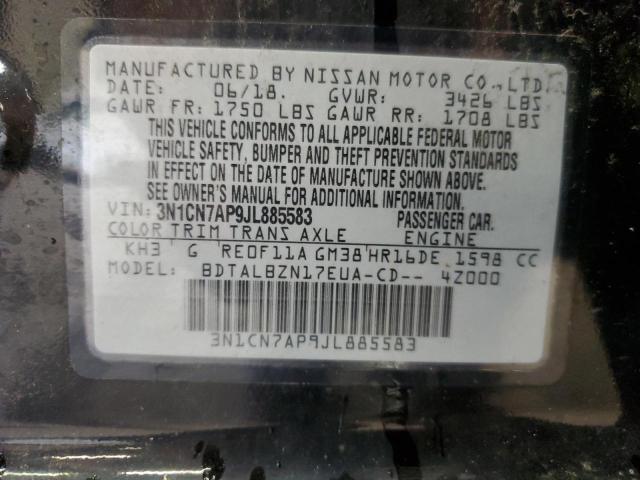 MANUFACTURED BY NISSAN MOTOR CO., LTD.
DATE: 06/18. GVWR: 3426 LBS
GAWR FR: 1750 LBS GAWR RR: 1708 LBS
THIS VEHICLE CONFORMS TO ALL APPLICABLE FEDERAL MOTOR
VEHICLE SAFETY, BUMPER AND THEFT PREVENTION STANDARDS
IN EFFECT ON THE DATE OF MANUFACTURE SHOWN ABOVE.
SEE OWNER'S MANUAL FOR ADDITIONAL INFORMATION.
VIN: 3N1CN7AP9JL885583 PASSENGER CAR.
COLOR TRIM TRANS AXLE ENGINE
KH3 G RE0F11A GM38 HR16DE 1598 CC
MODEL: BDTALBZN17EUA-CD-- 4Z000
3N1CN7AP9JL885583